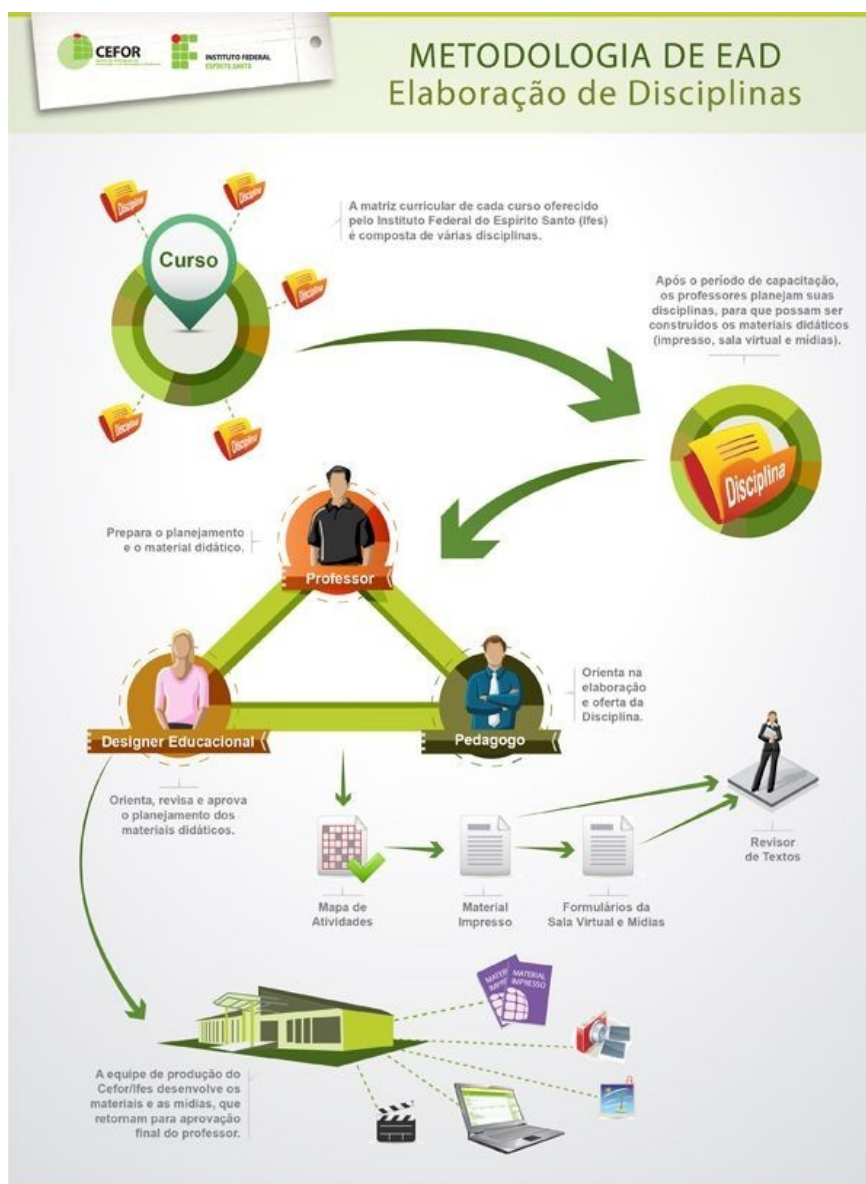 CEFOR
INSTITUTO FEDERAL
ESPÍRITO SANTO
METODOLOGIA DE EAD
Elaboração de Disciplinas
Disciplina
Disciplina
A matriz curricular de cada curso oferecido
pelo Instituto Federal do Espírito Santo (Ifes)
é composta de várias disciplinas.
Curso
Disciplina
Após o período de capacitação,
os professores planejam suas
disciplinas, para que possam ser
construídos os materiais didáticos
(impresso, sala virtual e mídias).
Disciplina
Disciplina
Disciplina
Prepara o planejamento
e o material didático.
Professor
Orienta na
elaboração
e oferta da
Disciplina.
Designer Educacional
Pedagogo
Orienta, revisa e aprova
o planejamento dos
materiais didáticos.
Revisor
de Textos
Mapa de
Atividades
Material
Impresso
Formulários da
Sala Virtual e Mídias
MATERIAL
IMPRESSO
A equipe de produção do
Cefor/Ifes desenvolve os
materiais e as mídias, que
retornam para aprovação
final do professor.